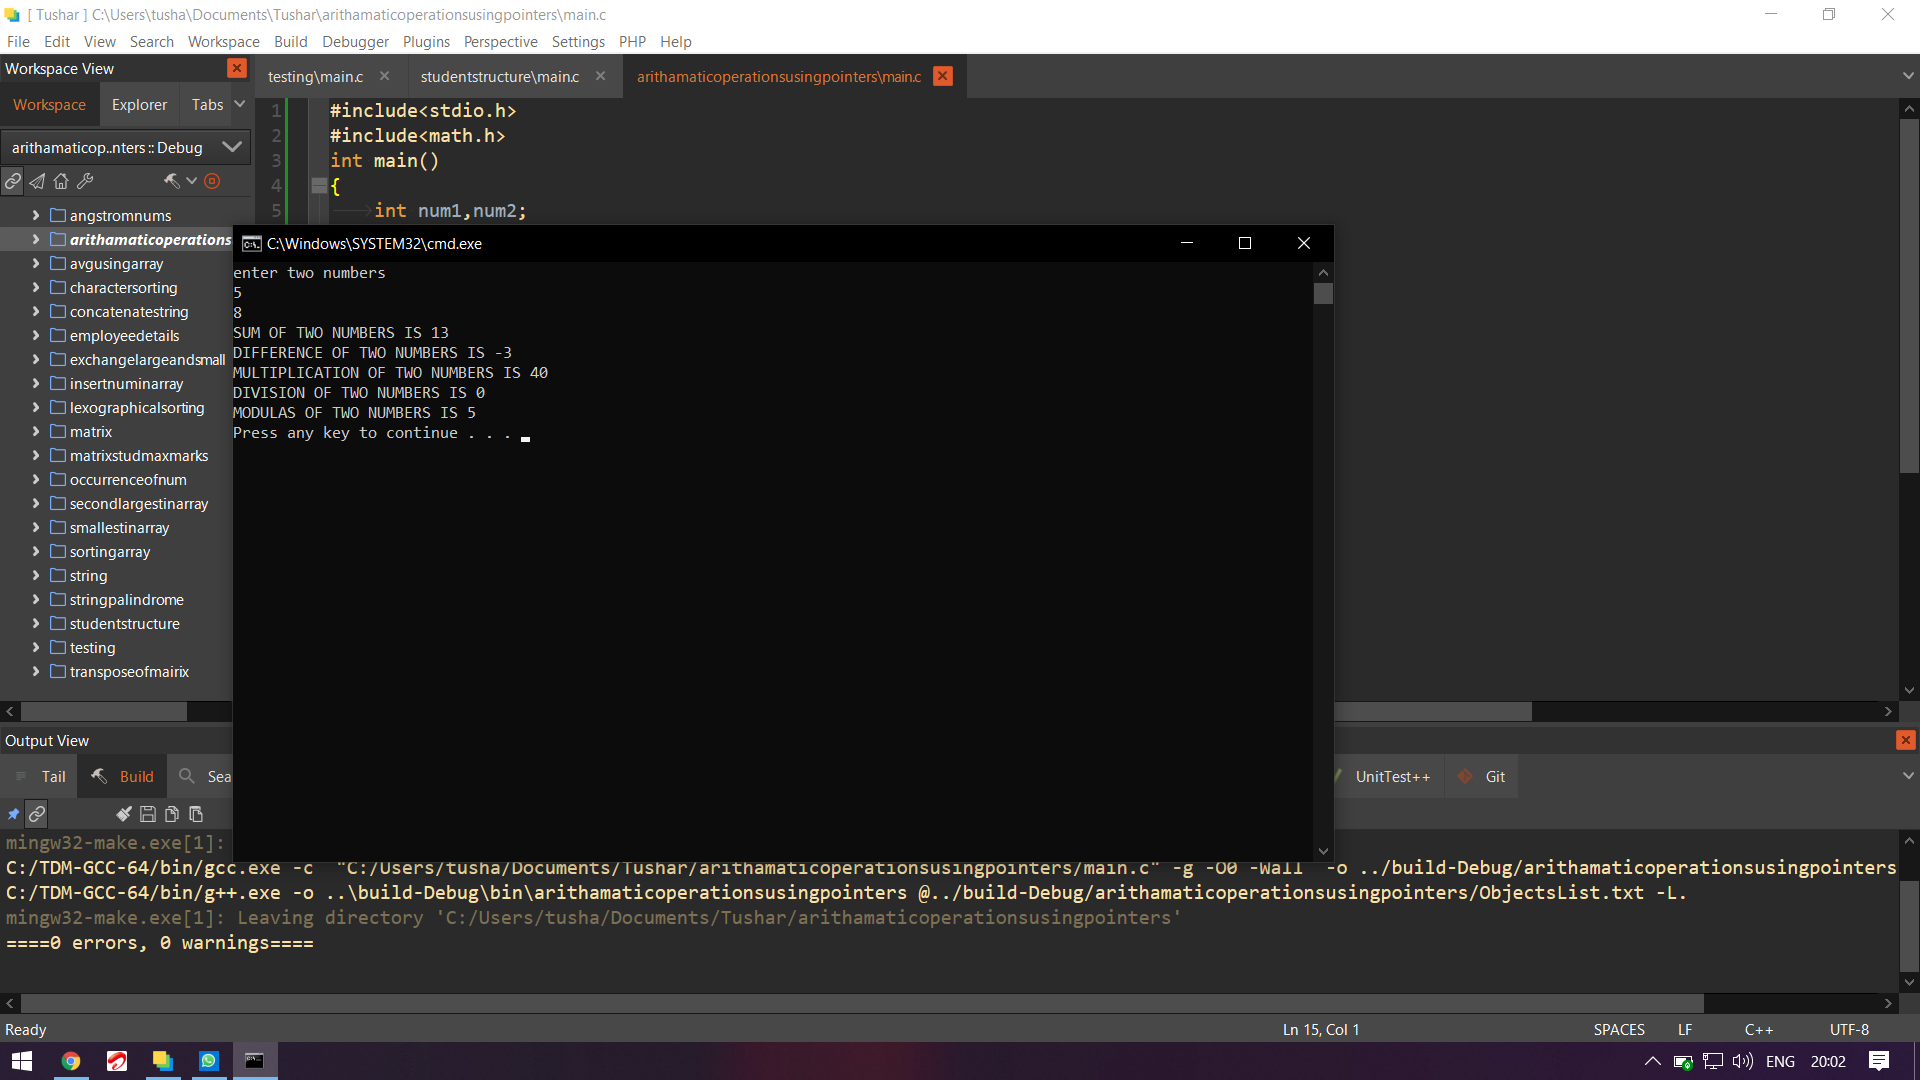 [ Tushar ] C:\Users\tusha\Documents\Tushar\arithamaticoperationsusingpointers\main.c
File Edit View Search Workspace Build Debugger Plugins Perspective Settings PHP Help
Workspace View
testing\main.c studentstructure\main.c arithamaticoperationsusingpointers\main.c
Workspace Explorer Tabs
arithamaticop..nters :: Debug
angstromnums
arithamaticoperations
avgusingarray
charactersorting
concatenatestring
employeedetails
exchangelargeandsmall
insertnuminarray
lexographicalsorting
matrix
matrixstudmaxmarks
occurrenceofnum
secondlargestinarray
smallestinarray
sortingarray
string
stringpalindrome
studentstructure
testing
transposeofmairix
1 #include<stdio.h>
2 #include<math.h>
3 int main()
4 {
5 int num1,num2;
C:\Windows\SYSTEM32\cmd.exe
enter two numbers
5
8
SUM OF TWO NUMBERS IS 13
DIFFERENCE OF TWO NUMBERS IS -3
MULTIPLICATION OF TWO NUMBERS IS 40
DIVISION OF TWO NUMBERS IS 0
MODULAS OF TWO NUMBERS IS 5
Press any key to continue . . .
Output View
Tail Build Sea UnitTest++ Git
mingw32-make.exe[1]:
C:/TDM-GCC-64/bin/gcc.exe -c "C:/Users/tusha/Documents/Tushar/arithamaticoperationsusingpointers/main.c" -g -O0 -Wall -o ../build-Debug/arithamaticoperationsusingpointers
C:/TDM-GCC-64/bin/g++.exe -o ..\build-Debug\bin\arithamaticoperationsusingpointers @../build-Debug/arithamaticoperationsusingpointers/ObjectsList.txt -L.
mingw32-make.exe[1]: Leaving directory 'C:/Users/tusha/Documents/Tushar/arithamaticoperationsusingpointers'
====0 errors, 0 warnings====
Ready Ln 15, Col 1 SPACES LF C++ UTF-8
ENG 20:02